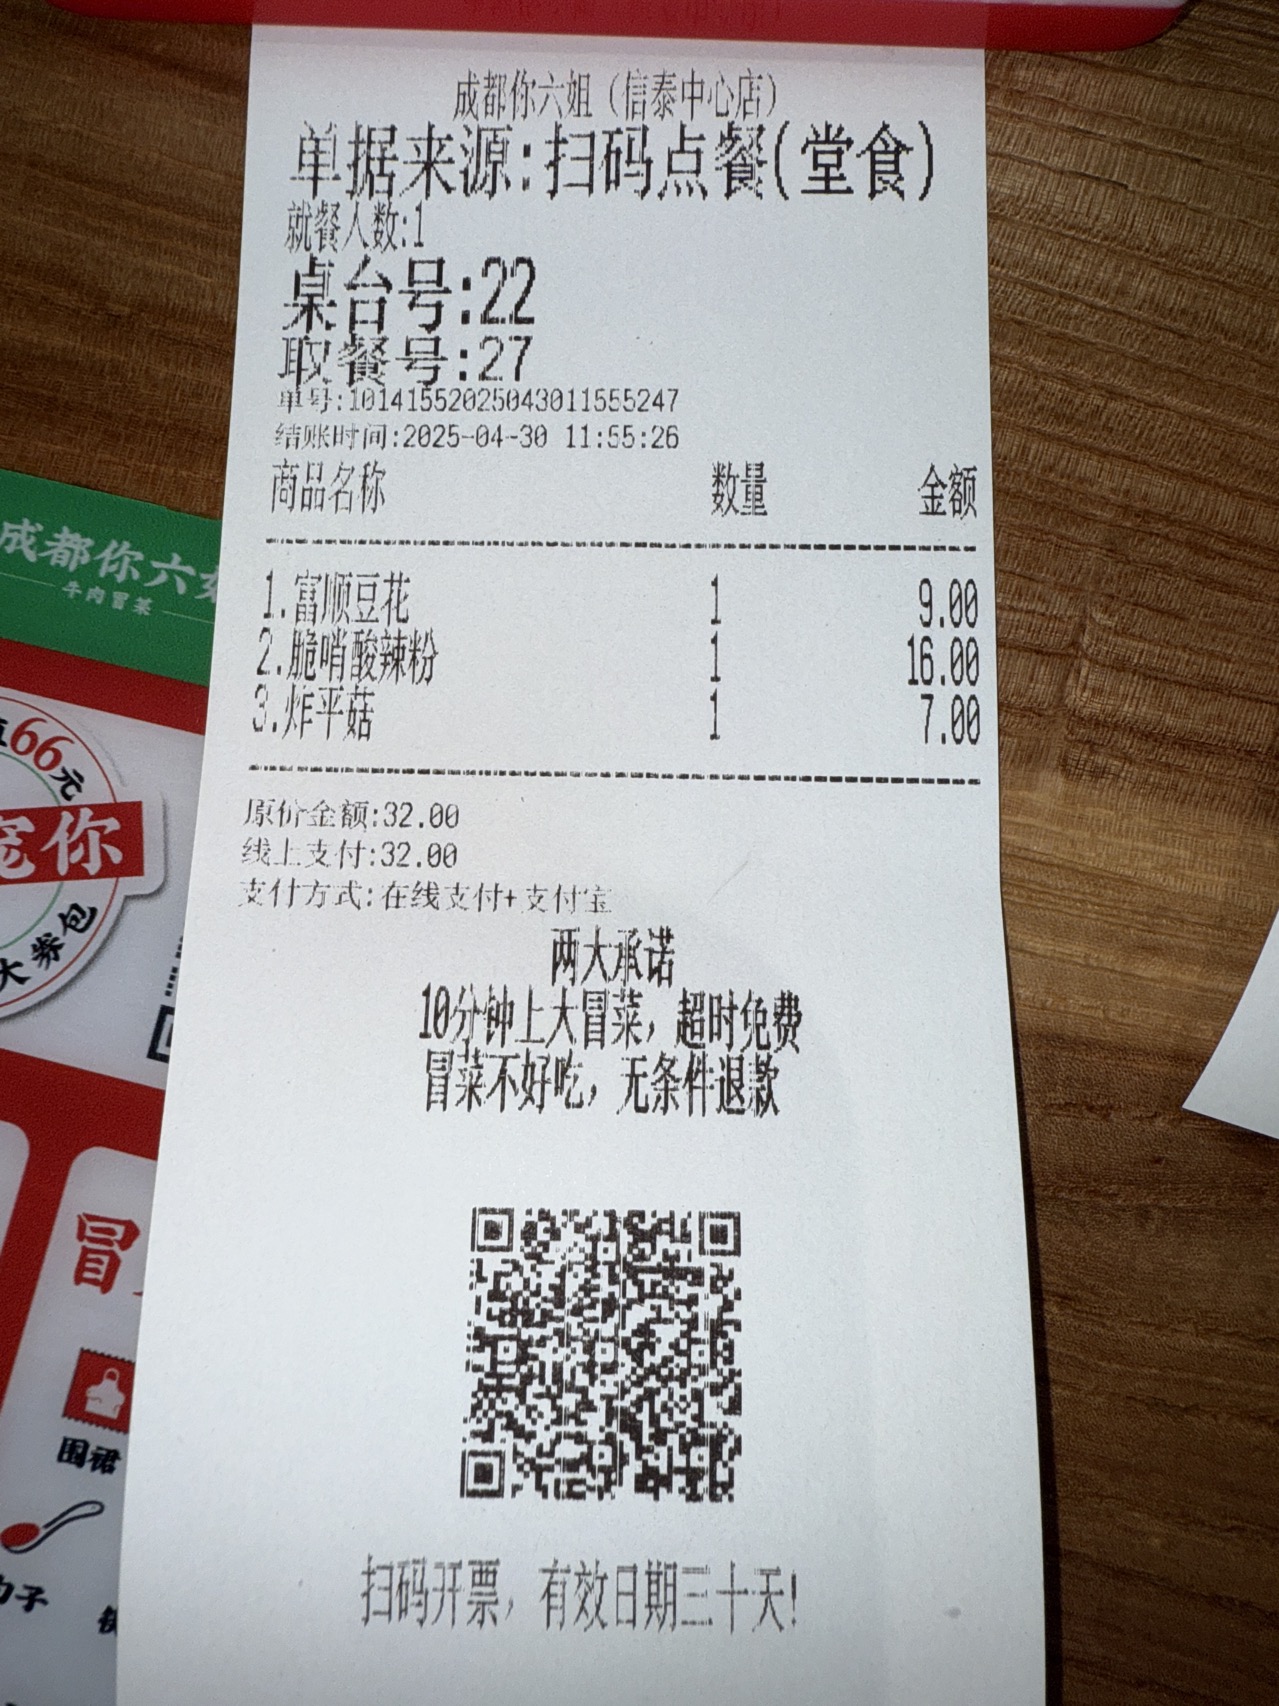 成都你六姐（信泰中心店）
单据来源:扫码点餐(堂食)
就餐人数:1
桌台号:22
取餐号:27
单号:10141552025043011555247
结账时间:2025-04-30 11:55:26
商品名称 数量 金额
1.富顺豆花 1 9.00
2.脆哨酸辣粉 1 16.00
3.炸平菇 1 7.00
原价金额:32.00
线上支付:32.00
支付方式:在线支付+支付宝
两大承诺
10分钟上大冒菜，超时免费
冒菜不好吃，无条件退款
扫码开票，有效日期三十天!
成都你六
牛肉冒菜
66元
宠你
大券包
冒
围裙
子